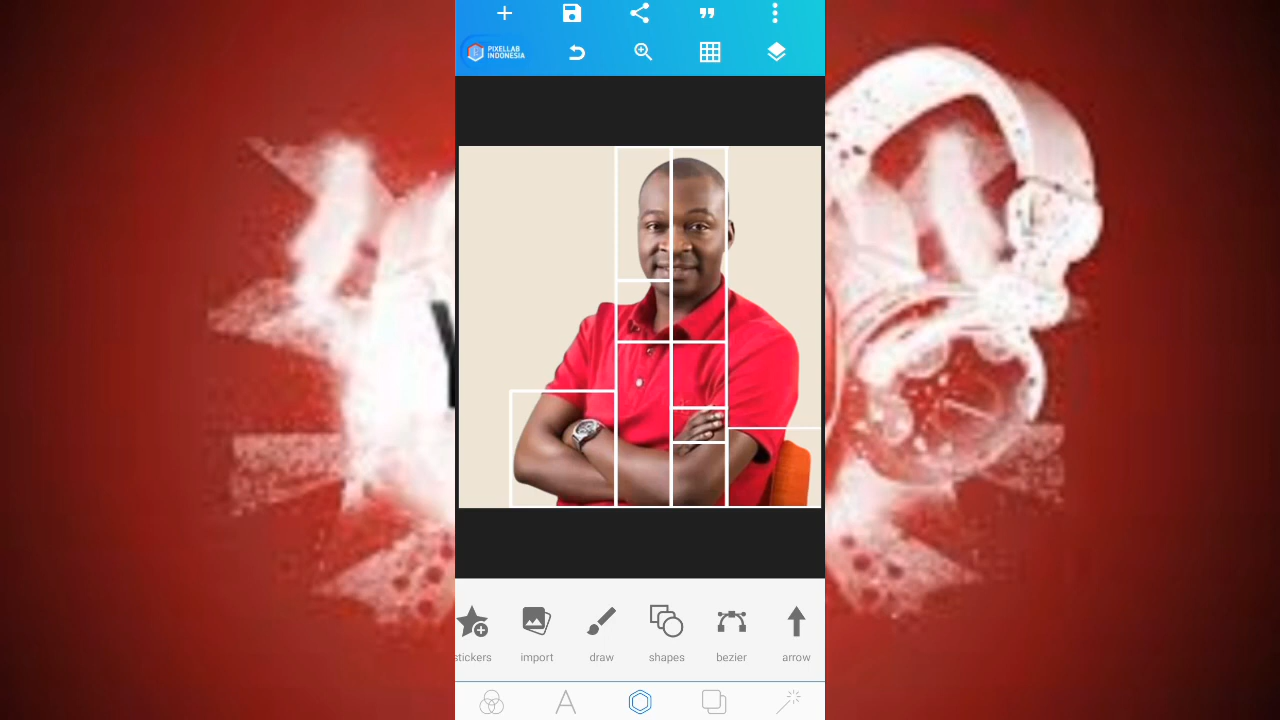 PIXELLAB
INDONESIA
stickers
import
draw
shapes
bezier
arrow